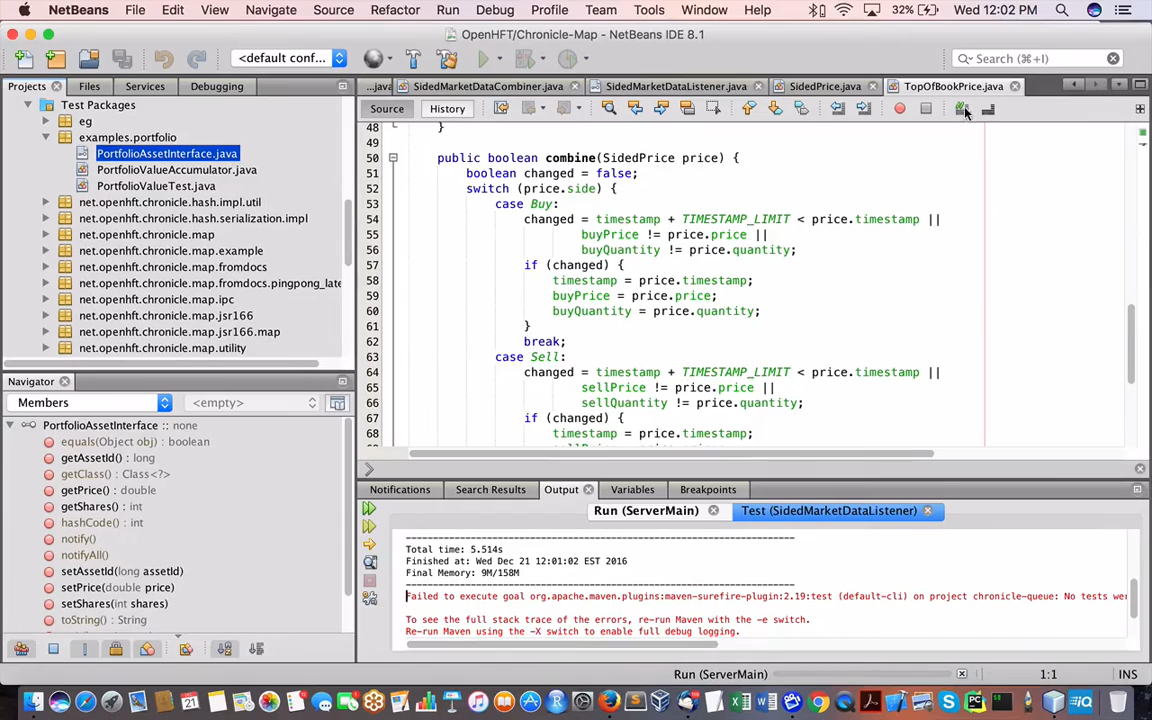 NetBeans File Edit View Navigate Source Refactor Run Debug Profile Team Tools Window Help 32% Wed 12:02 PM
OpenHFT/Chronicle-Map - NetBeans IDE 8.1
<default conf...
Search (⌘+I)
Projects Files Services Debugging
...java SidedMarketDataCombiner.java SidedMarketDataListener.java SidedPrice.java TopOfBookPrice.java
Source History
Test Packages
eg
examples.portfolio
PortfolioAssetInterface.java
PortfolioValueAccumulator.java
PortfolioValueTest.java
net.openhft.chronicle.hash.impl.util
net.openhft.chronicle.hash.serialization.impl
net.openhft.chronicle.map
net.openhft.chronicle.map.example
net.openhft.chronicle.map.fromdocs
net.openhft.chronicle.map.fromdocs.pingpong_late
net.openhft.chronicle.map.ipc
net.openhft.chronicle.map.jsr166
net.openhft.chronicle.map.jsr166.map
net.openhft.chronicle.map.utility
48 }
49
50 public boolean combine(SidedPrice price) {
51 boolean changed = false;
52 switch (price.side) {
53 case Buy:
54 changed = timestamp + TIMESTAMP_LIMIT < price.timestamp ||
55 buyPrice != price.price ||
56 buyQuantity != price.quantity;
57 if (changed) {
58 timestamp = price.timestamp;
59 buyPrice = price.price;
60 buyQuantity = price.quantity;
61 }
62 break;
63 case Sell:
64 changed = timestamp + TIMESTAMP_LIMIT < price.timestamp ||
65 sellPrice != price.price ||
66 sellQuantity != price.quantity;
67 if (changed) {
68 timestamp = price.timestamp;
Navigator
Members <empty>
PortfolioAssetInterface :: none
equals(Object obj) : boolean
getAssetId() : long
getClass() : Class<?>
getPrice() : double
getShares() : int
hashCode() : int
notify()
notifyAll()
setAssetId(long assetId)
setPrice(double price)
setShares(int shares)
toString() : String
Notifications Search Results Output Variables Breakpoints
Run (ServerMain) Test (SidedMarketDataListener)
Total time: 5.514s
Finished at: Wed Dec 21 12:01:02 EST 2016
Final Memory: 9M/158M
Failed to execute goal org.apache.maven.plugins:maven-surefire-plugin:2.19:test (default-cli) on project chronicle-queue: No tests wer
To see the full stack trace of the errors, re-run Maven with the -e switch.
Re-run Maven using the -X switch to enable full debug logging.
Run (ServerMain) 1:1 INS